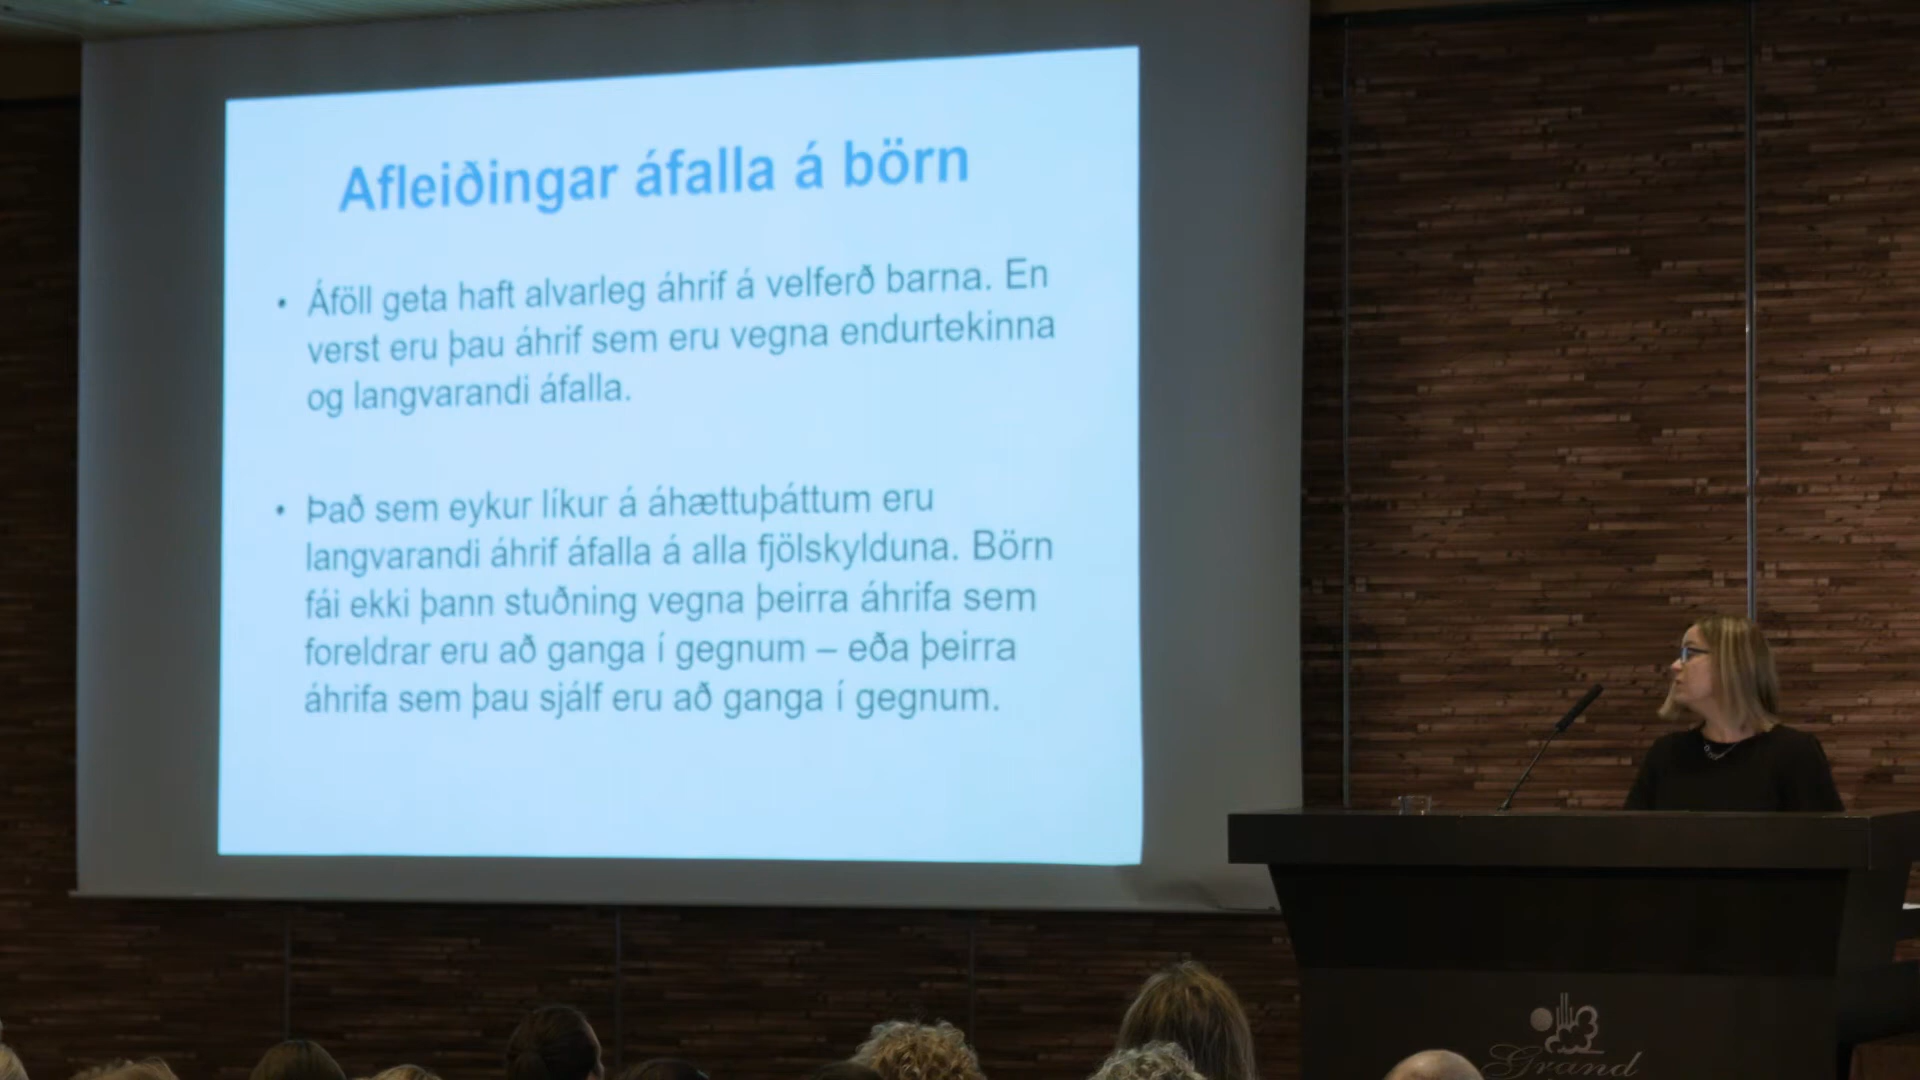 Afleiðingar áfalla á börn
• Áföll geta haft alvarleg áhrif á velferð barna. En
verst eru þau áhrif sem eru vegna endurtekinna
og langvarandi áfalla.
• Það sem eykur líkur á áhættuþáttum eru
langvarandi áhrif áfalla á alla fjölskylduna. Börn
fái ekki þann stuðning vegna þeirra áhrifa sem
foreldrar eru að ganga í gegnum – eða þeirra
áhrifa sem þau sjálf eru að ganga í gegnum.
Grand